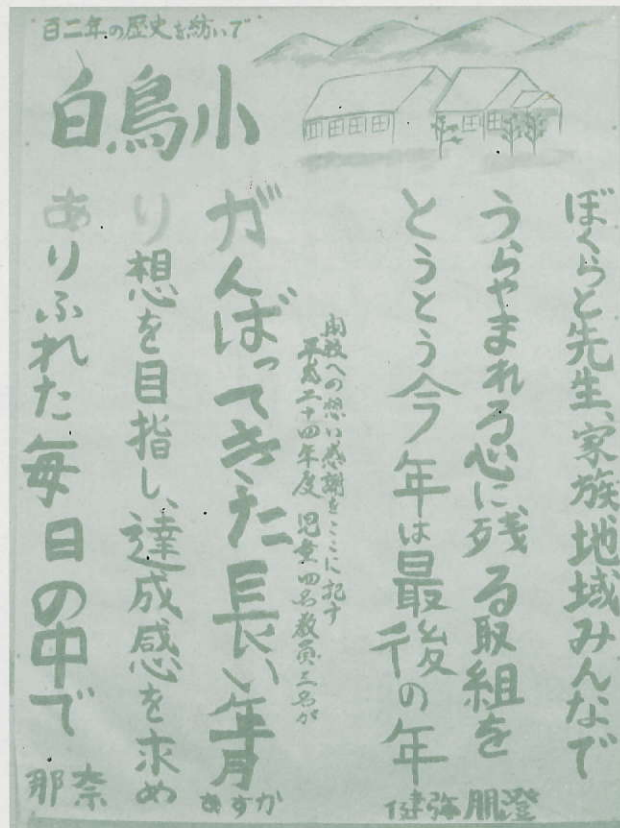 百二年の歴史を紡いで
白鳥小
ありふれた毎日の中で
り想を目指し、達成感を求め
がんばってきた長い年月
平成二十四年度 児童四名教員三名が
閉校への想い感謝をここに記す
とうとう今年は最後の年
うらやまれる心に残る取組を
ぼくらと先生、家族地域みんなで
那奈
あすか
健弥
朋澄